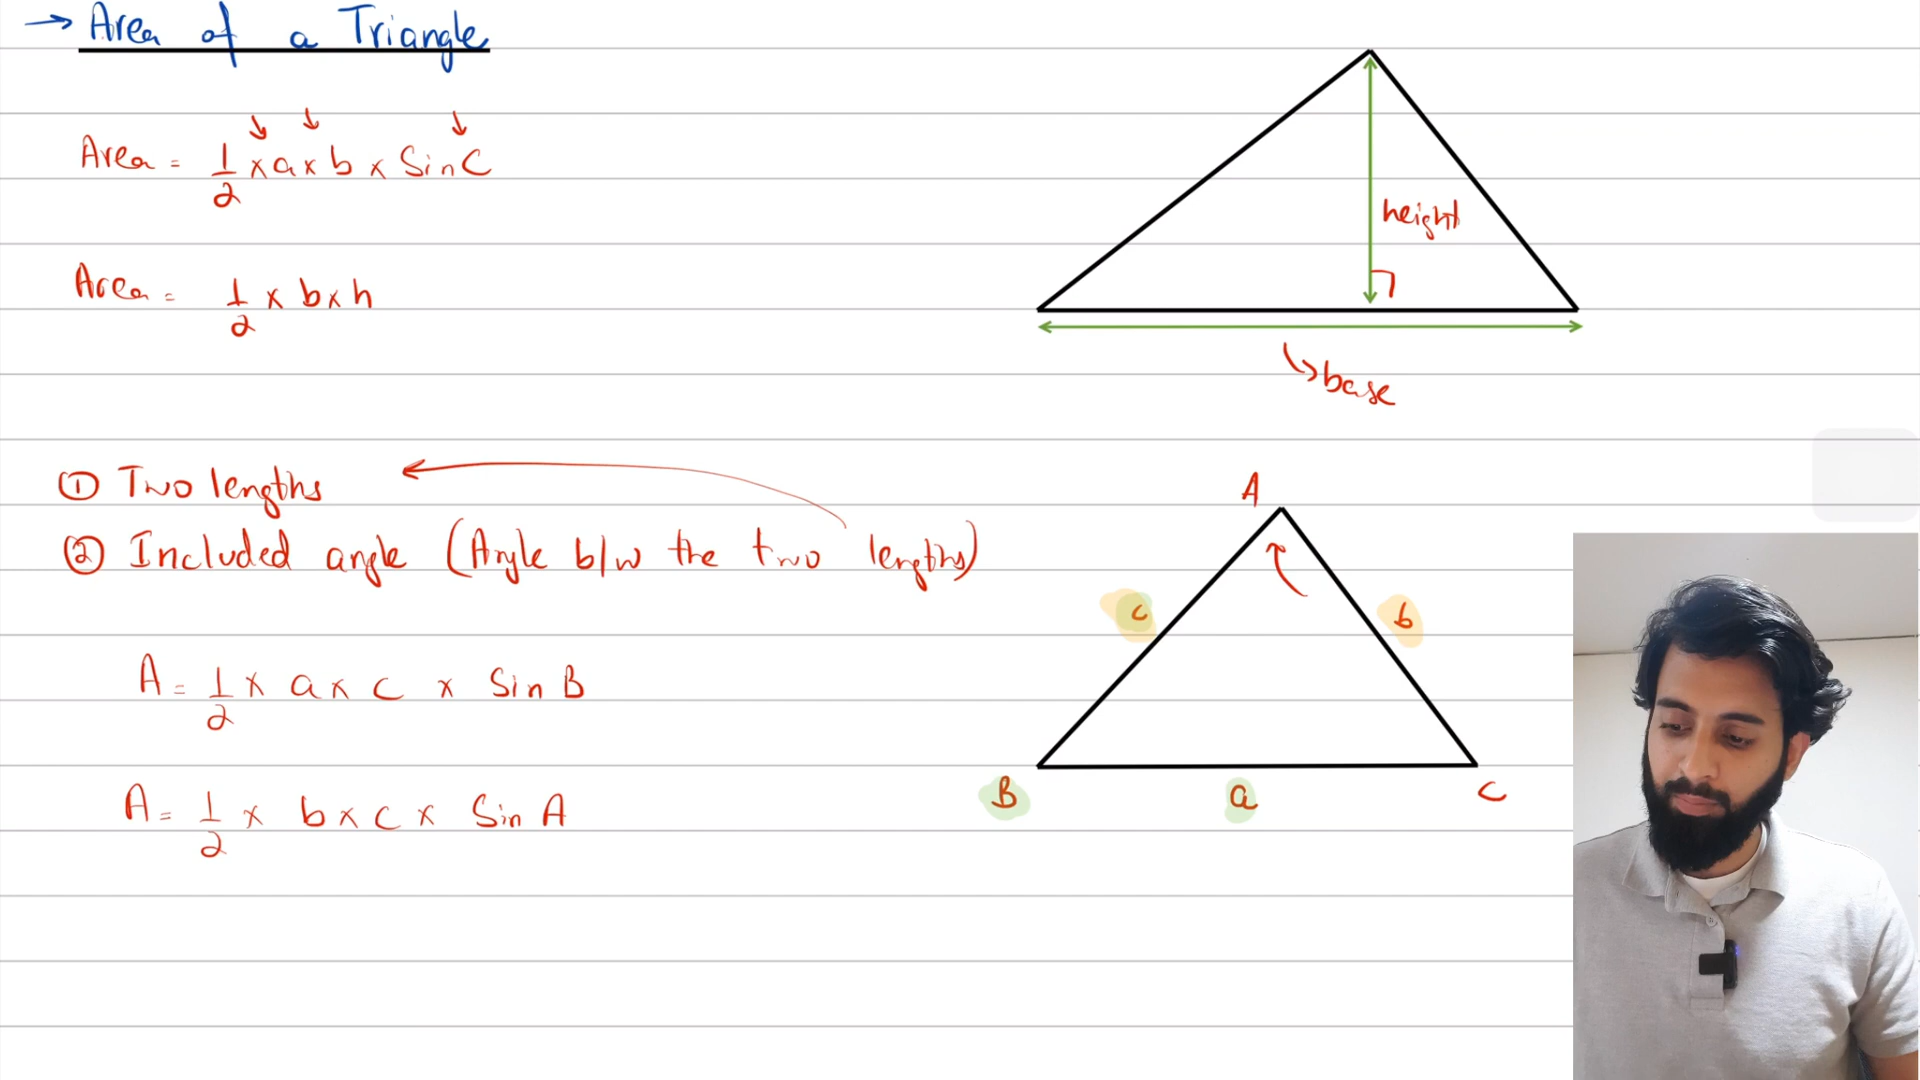 → Area of a Triangle
Area = 1/2 × a × b × Sin C
Area = 1/2 × b × h
height
base
① Two lengths
② Included angle (Angle b/w the two lengths)
A = 1/2 × a × c × Sin B
A = 1/2 × b × c × Sin A
A
c
b
B
a
C